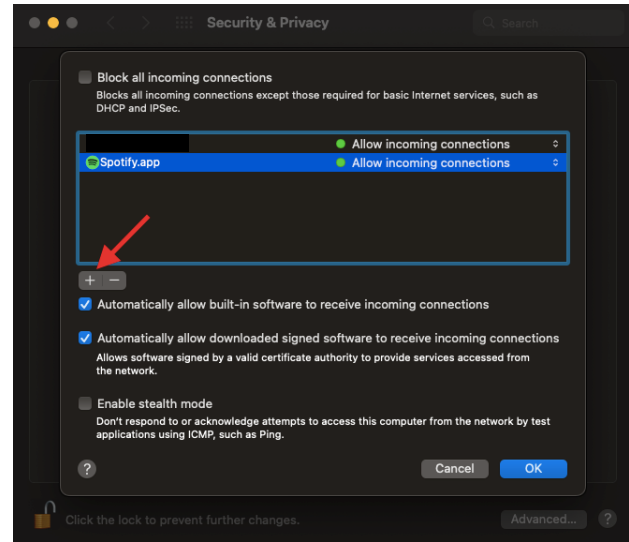 Security & Privacy
Search
Block all incoming connections
Blocks all incoming connections except those required for basic Internet services, such as
DHCP and IPSec.
Allow incoming connections
Spotify.app Allow incoming connections
+ −
Automatically allow built-in software to receive incoming connections
Automatically allow downloaded signed software to receive incoming connections
Allows software signed by a valid certificate authority to provide services accessed from
the network.
Enable stealth mode
Don't respond to or acknowledge attempts to access this computer from the network by test
applications using ICMP, such as Ping.
? Cancel OK
Click the lock to prevent further changes. Advanced... ?